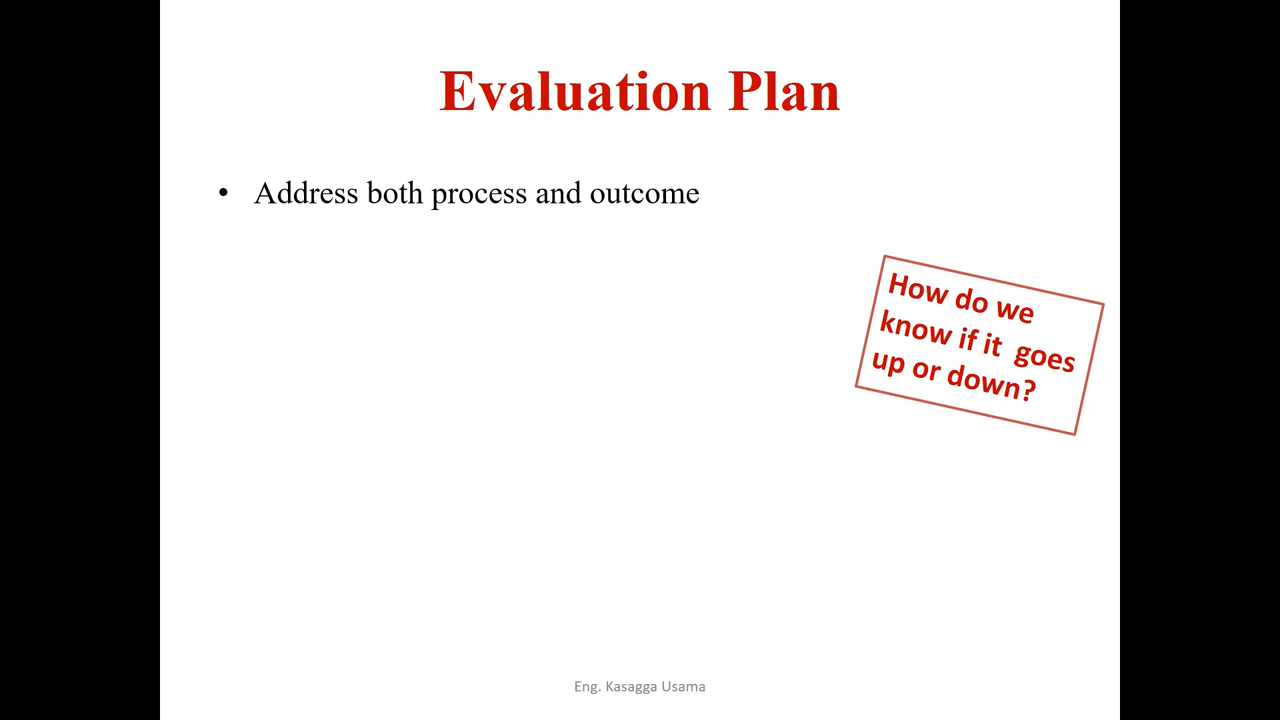 Evaluation Plan
• Address both process and outcome
How do we
know if it goes
up or down?
Eng. Kasagga Usama